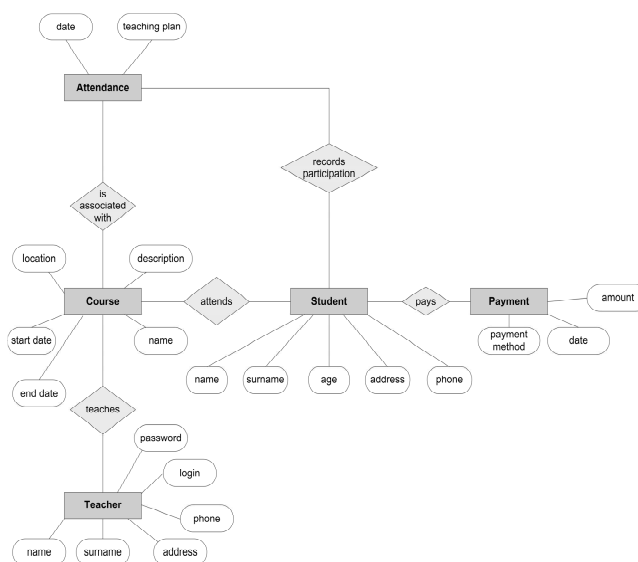 date
teaching plan
Attendance
records
participation
is
associated
with
location
description
Course
attends
Student
pays
Payment
amount
start date
name
payment
method
date
end date
name
surname
age
address
phone
teaches
password
login
Teacher
phone
name
surname
address